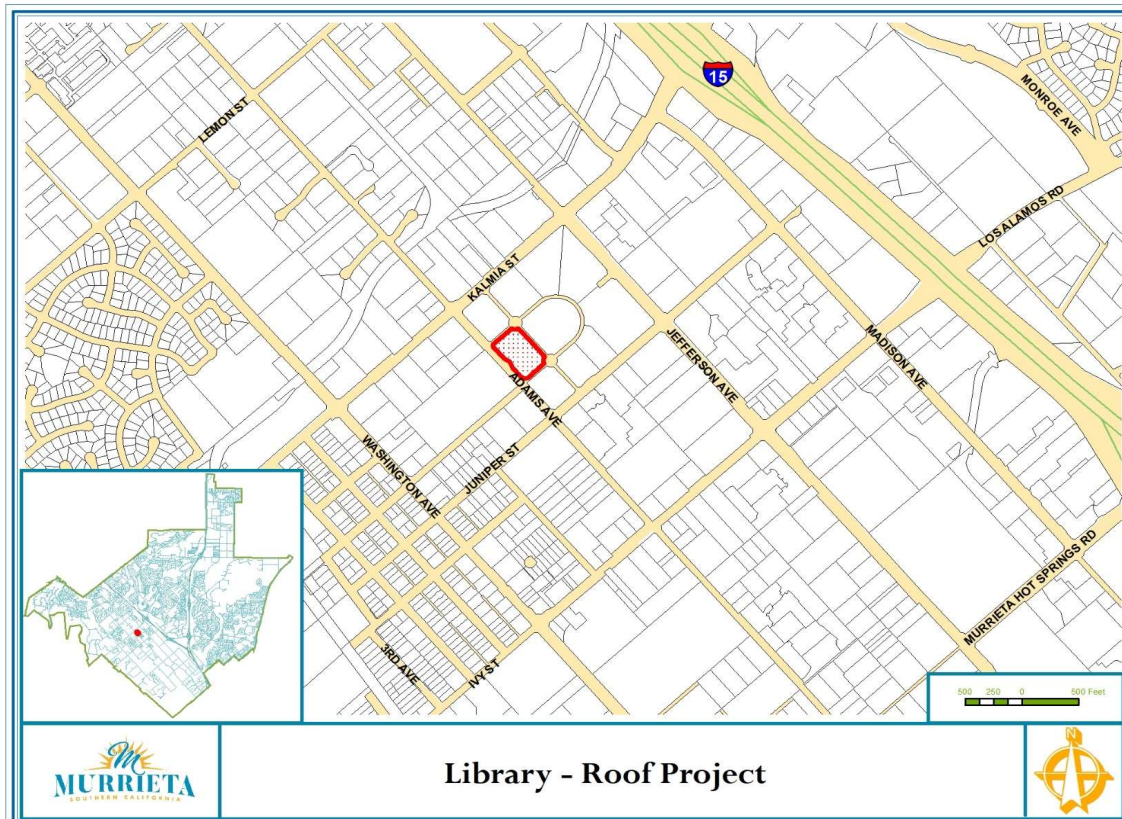 15
MONROE AVE
LEMON ST
LOS ALAMOS RD
KALMIA ST
JEFFERSON AVE
MADISON AVE
ADAMS AVE
WASHINGTON AVE
JUNIPER ST
MURRIETA HOT SPRINGS RD
3RD AVE
IVY ST
500 250 0 500 Feet
M
MURRIETA
SOUTHERN CALIFORNIA
Library - Roof Project
N